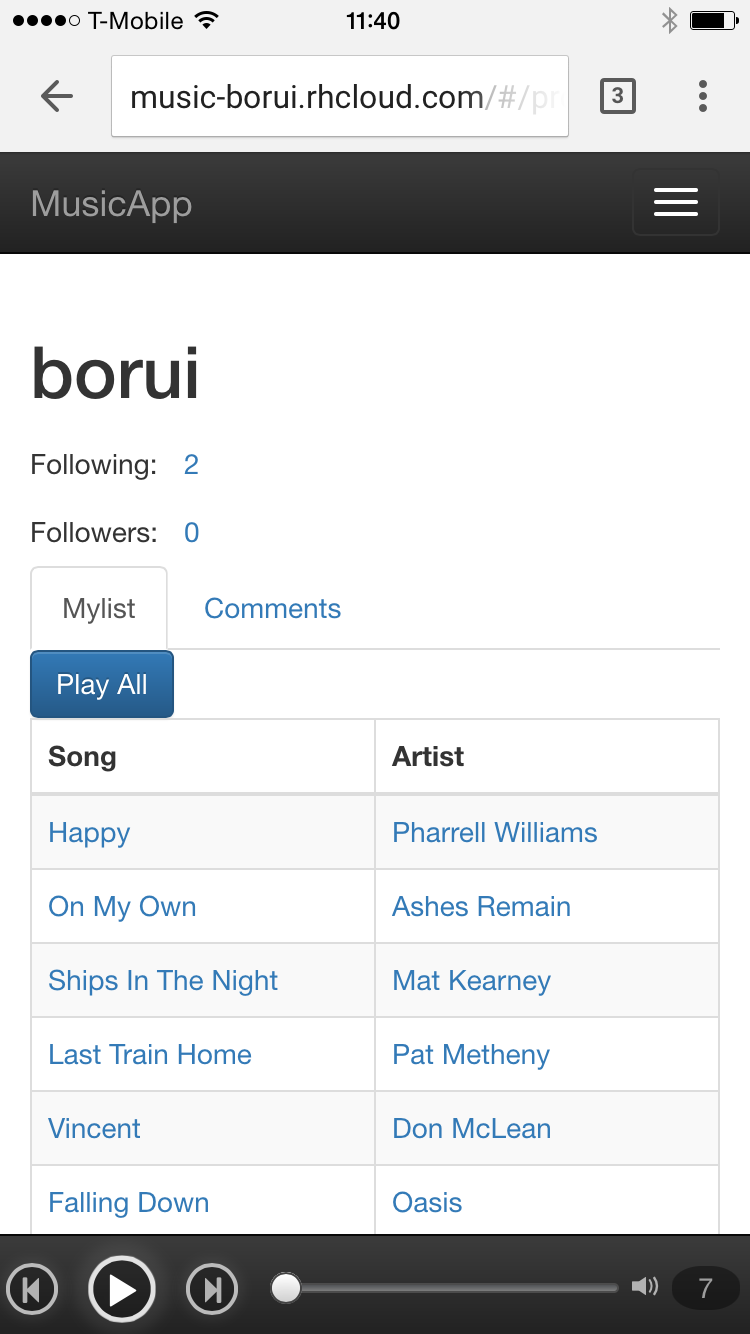 T-Mobile 11:40
music-borui.rhcloud.com/#/pr
3
MusicApp
borui
Following: 2
Followers: 0
Mylist Comments
Play All
Song Artist
Happy Pharrell Williams
On My Own Ashes Remain
Ships In The Night Mat Kearney
Last Train Home Pat Metheny
Vincent Don McLean
Falling Down Oasis
7